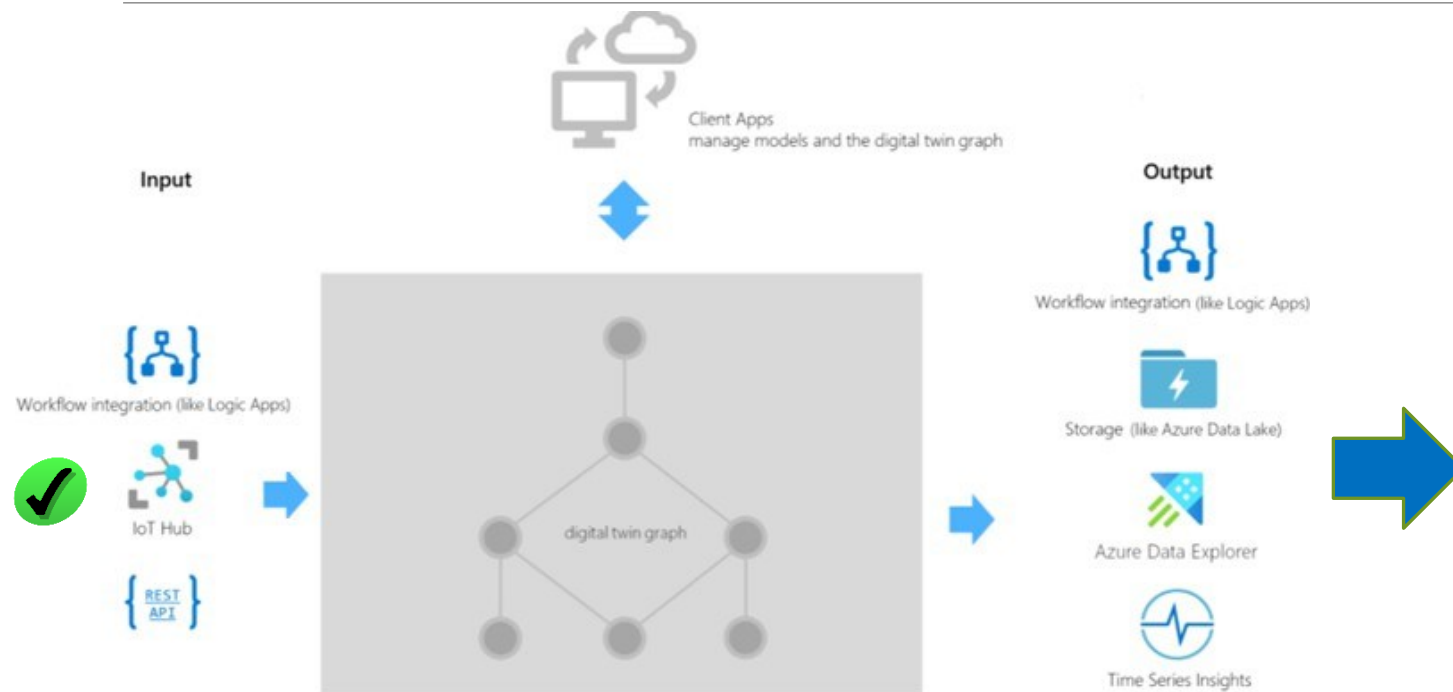 Client Apps
manage models and the digital twin graph
Input
Workflow integration (like Logic Apps)
IoT Hub
REST
API
digital twin graph
Output
Workflow integration (like Logic Apps)
Storage (like Azure Data Lake)
Azure Data Explorer
Time Series Insights